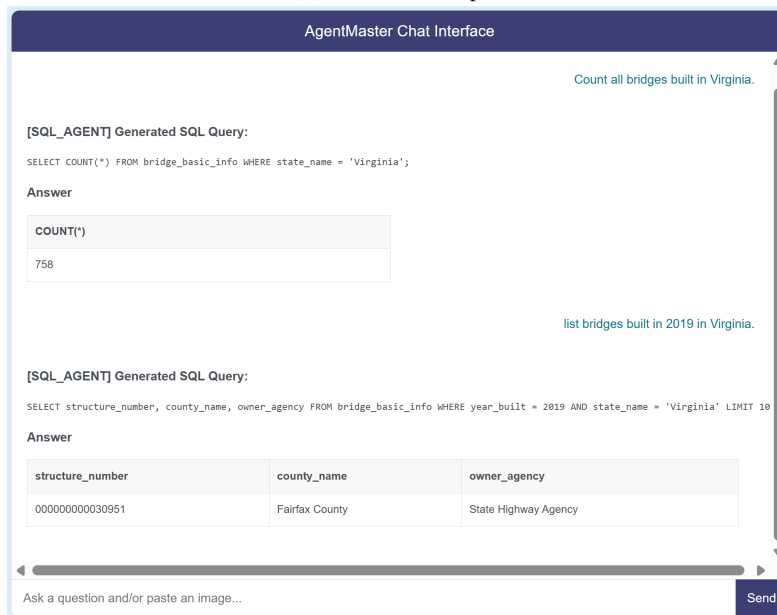 AgentMaster Chat Interface
Count all bridges built in Virginia.
[SQL_AGENT] Generated SQL Query:
SELECT COUNT(*) FROM bridge_basic_info WHERE state_name = 'Virginia';
Answer
COUNT(*)
758
list bridges built in 2019 in Virginia.
[SQL_AGENT] Generated SQL Query:
SELECT structure_number, county_name, owner_agency FROM bridge_basic_info WHERE year_built = 2019 AND state_name = 'Virginia' LIMIT 10
Answer
structure_number county_name owner_agency
000000000030951 Fairfax County State Highway Agency
Ask a question and/or paste an image... Send